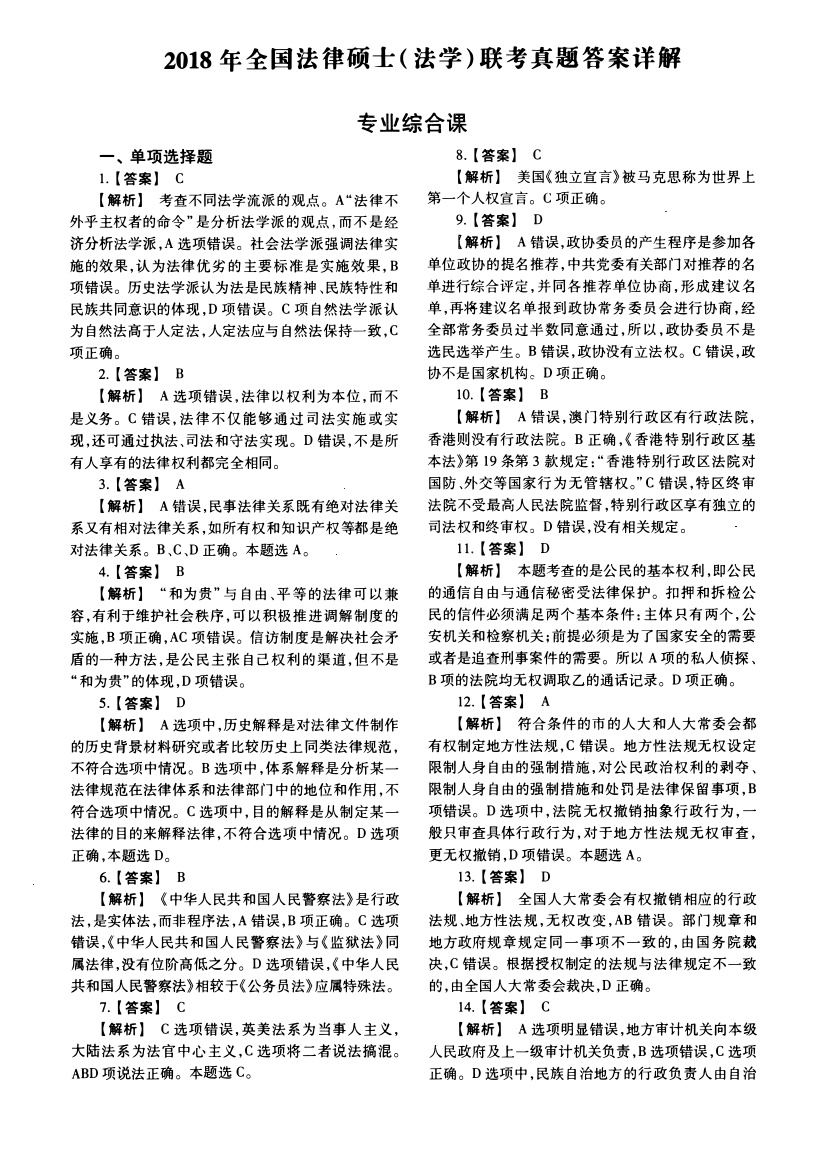 2018年全国法律硕士(法学)联考真题答案详解
专业综合课
一、单项选择题
1.【答案】 C
【解析】 考查不同法学流派的观点。A“法律不
外乎主权者的命令”是分析法学派的观点,而不是经
济分析法学派,A选项错误。社会法学派强调法律实
施的效果,认为法律优劣的主要标准是实施效果,B
项错误。历史法学派认为法是民族精神、民族特性和
民族共同意识的体现,D项错误。C项自然法学派认
为自然法高于人定法,人定法应与自然法保持一致,C
项正确。
2.【答案】 B
【解析】 A选项错误,法律以权利为本位,而不
是义务。C错误,法律不仅能够通过司法实施或实
现,还可通过执法、司法和守法实现。D错误,不是所
有人享有的法律权利都完全相同。
3.【答案】 A
【解析】 A错误,民事法律关系既有绝对法律关
系又有相对法律关系,如所有权和知识产权等都是绝
对法律关系。B、C、D正确。本题选A。
4.【答案】 B
【解析】 “和为贵”与自由、平等的法律可以兼
容,有利于维护社会秩序,可以积极推进调解制度的
实施,B项正确,AC项错误。信访制度是解决社会矛
盾的一种方法,是公民主张自己权利的渠道,但不是
“和为贵”的体现,D项错误。
5.【答案】 D
【解析】 A选项中,历史解释是对法律文件制作
的历史背景材料研究或者比较历史上同类法律规范,
不符合选项中情况。B选项中,体系解释是分析某一
法律规范在法律体系和法律部门中的地位和作用,不
符合选项中情况。C选项中,目的解释是从制定某一
法律的目的来解释法律,不符合选项中情况。D选项
正确,本题选D。
6.【答案】 B
【解析】 《中华人民共和国人民警察法》是行政
法,是实体法,而非程序法,A错误,B项正确。C选项
错误,《中华人民共和国人民警察法》与《监狱法》同
属法律,没有位阶高低之分。D选项错误,《中华人民
共和国人民警察法》相较于《公务员法》应属特殊法。
7.【答案】 C
【解析】 C选项错误,英美法系为当事人主义,
大陆法系为法官中心主义,C选项将二者说法搞混。
ABD项说法正确。本题选C。
8.【答案】 C
【解析】 美国《独立宣言》被马克思称为世界上
第一个人权宣言。C项正确。
9.【答案】 D
【解析】 A错误,政协委员的产生程序是参加各
单位政协的提名推荐,中共党委有关部门对推荐的名
单进行综合评定,并同各推荐单位协商,形成建议名
单,再将建议名单报到政协常务委员会进行协商,经
全部常务委员过半数同意通过,所以,政协委员不是
选民选举产生。B错误,政协没有立法权。C错误,政
协不是国家机构。D项正确。
10.【答案】 B
【解析】 A错误,澳门特别行政区有行政法院,
香港则没有行政法院。B正确,《香港特别行政区基
本法》第19条第3款规定:“香港特别行政区法院对
国防、外交等国家行为无管辖权。”C错误,特区终审
法院不受最高人民法院监督,特别行政区享有独立的
司法权和终审权。D错误,没有相关规定。
11.【答案】 D
【解析】 本题考查的是公民的基本权利,即公民
的通信自由与通信秘密受法律保护。扣押和拆检公
民的信件必须满足两个基本条件:主体只有两个,公
安机关和检察机关;前提必须是为了国家安全的需要
或者是追查刑事案件的需要。所以A项的私人侦探、
B项的法院均无权调取乙的通话记录。D项正确。
12.【答案】 A
【解析】 符合条件的市的人大和人大常委会都
有权制定地方性法规,C错误。地方性法规无权设定
限制人身自由的强制措施,对公民政治权利的剥夺、
限制人身自由的强制措施和处罚是法律保留事项,B
项错误。D选项中,法院无权撤销抽象行政行为,一
般只审查具体行政行为,对于地方性法规无权审查,
更无权撤销,D项错误。本题选A。
13.【答案】 D
【解析】 全国人大常委会有权撤销相应的行政
法规、地方性法规,无权改变,AB错误。部门规章和
地方政府规章规定同一事项不一致的,由国务院裁
决,C错误。根据授权制定的法规与法律规定不一致
的,由全国人大常委会裁决,D正确。
14.【答案】 C
【解析】 A选项明显错误,地方审计机关向本级
人民政府及上一级审计机关负责,B选项错误,C选项
正确。D选项中,民族自治地方的行政负责人由自治